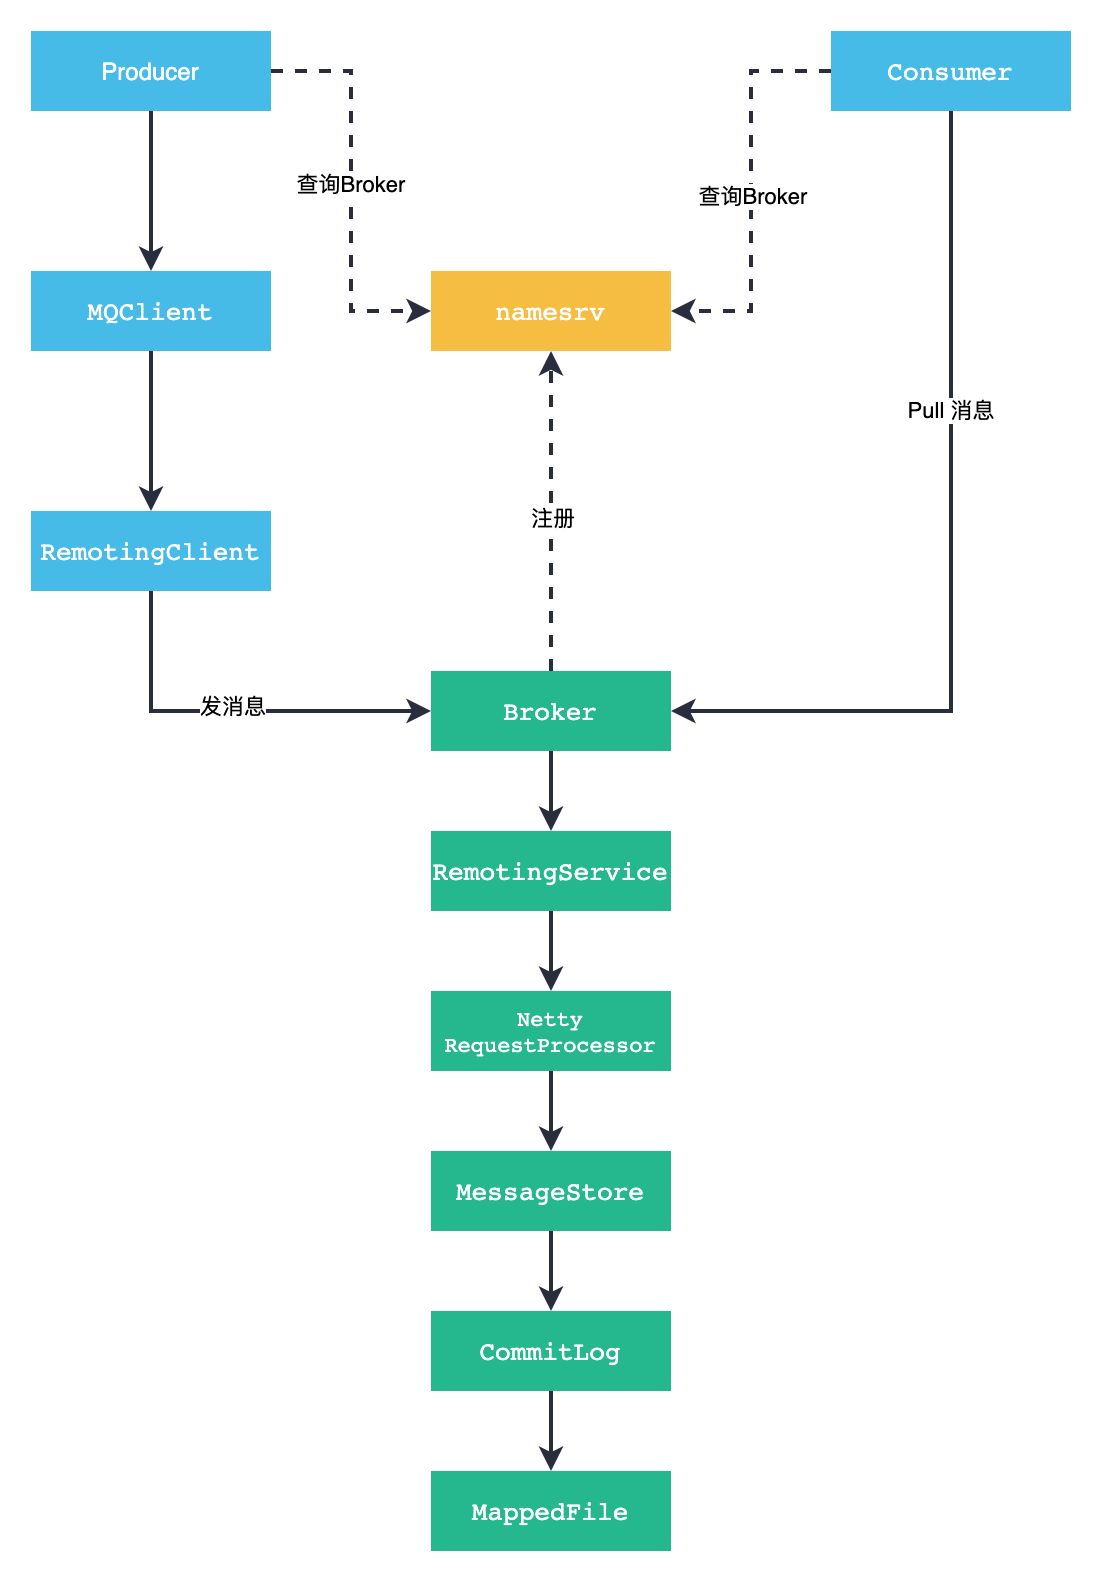 Producer
Consumer
查询Broker
查询Broker
MQClient
namesrv
Pull 消息
注册
RemotingClient
发消息
Broker
RemotingService
Netty
RequestProcessor
MessageStore
CommitLog
MappedFile